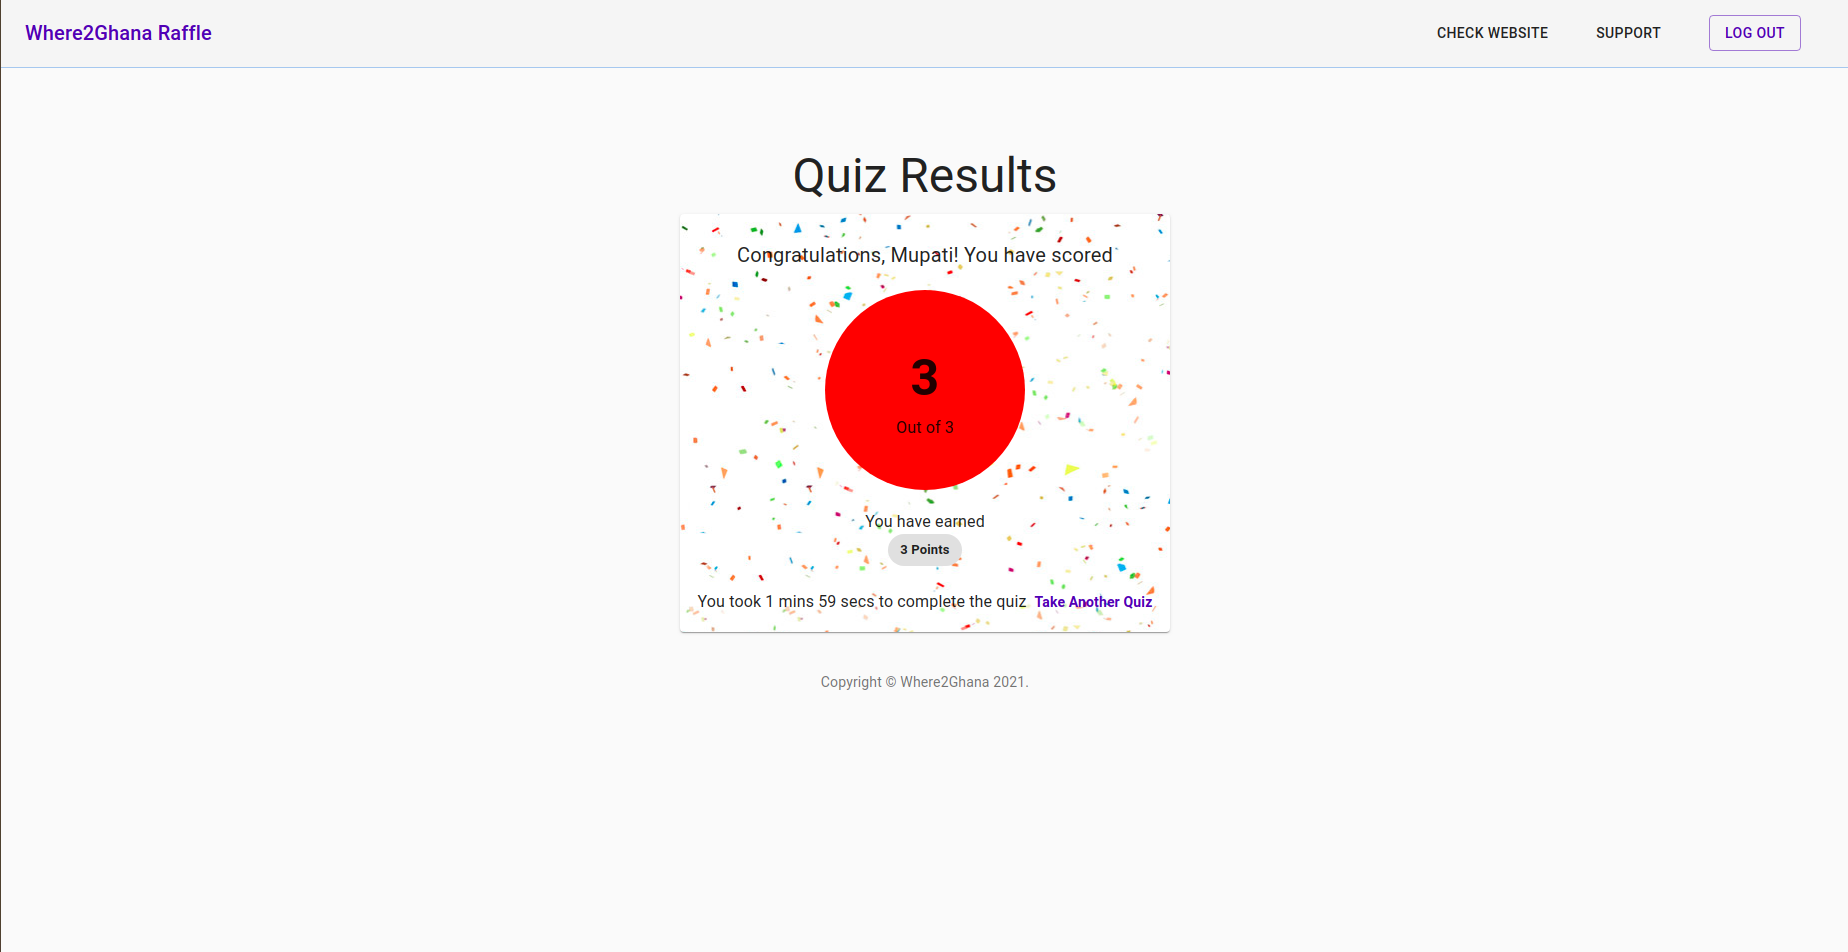 Where2Ghana Raffle
CHECK WEBSITE
SUPPORT
LOG OUT
Quiz Results
Congratulations, Mupati! You have scored
3
Out of 3
You have earned
3 Points
You took 1 mins 59 secs to complete the quiz Take Another Quiz
Copyright © Where2Ghana 2021.